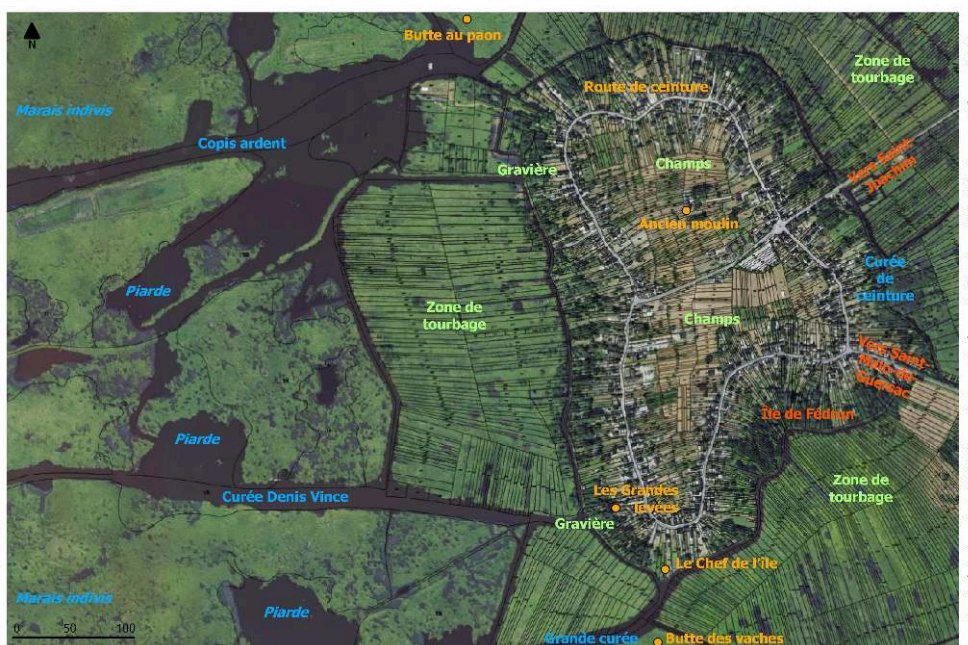 Butte au paon
N
Zone de
tourbage
Route de ceinture
Marais indivis
Copis ardent
Gravière
Champs
Vers Saint-
Joachim
Ancien moulin
Curée
de
ceinture
Piarde
Zone de
tourbage
Champs
Vers Saint-
Malo-de-
Guersac
Île de Fédrun
Piarde
Zone de
tourbage
Curée Denis Vince
Les Grandes
levées
Gravière
Le Chef de l'île
Marais indivis
Piarde
0 50 100
Grande curée
Butte des vaches